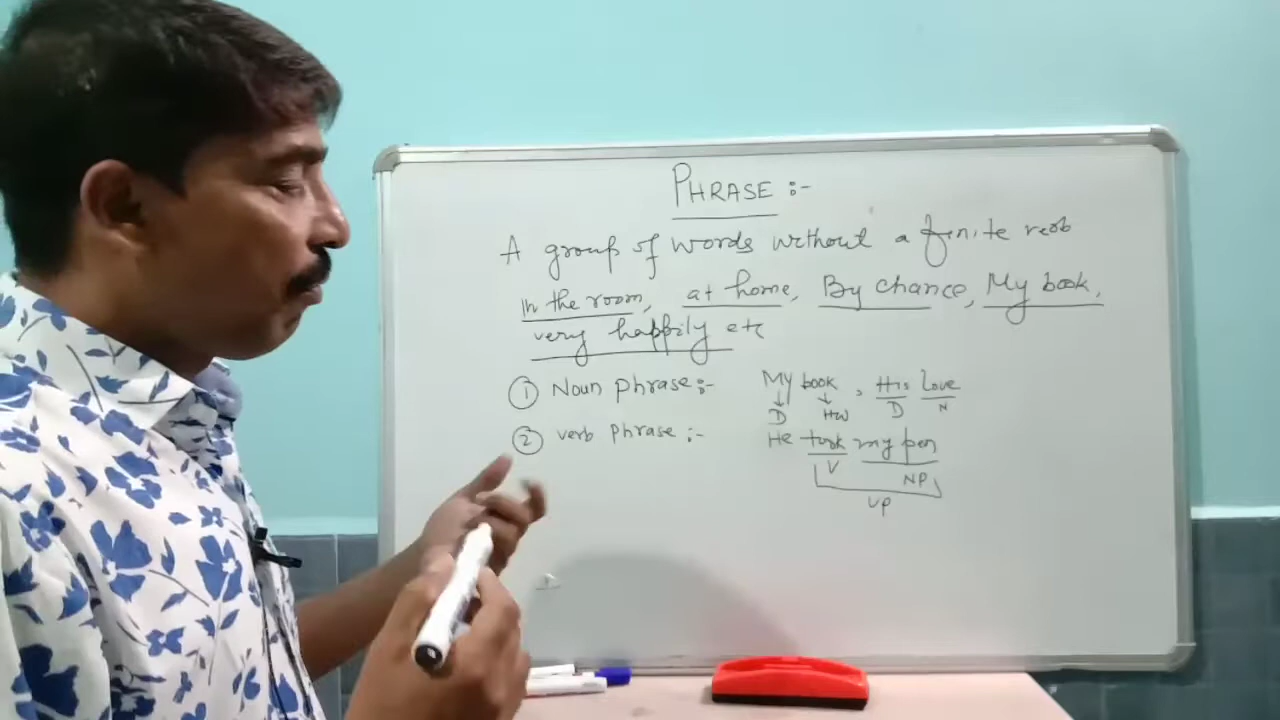 PHRASE :-
A group of words without a finite verb
In the room, at home, By chance, My book,
very happily etc
① Noun phrase :- My book, His Love
D HW D N
② verb phrase :- He took my pen
V NP
VP